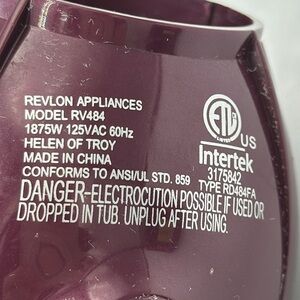 REVLON APPLIANCES
MODEL RV484
1875W 125VAC 60Hz
HELEN OF TROY
MADE IN CHINA
CONFORMS TO ANSI/UL STD. 859
ETL
LISTED
US
Intertek
3175842
TYPE RD484FA
DANGER-ELECTROCUTION POSSIBLE IF USED OR
DROPPED IN TUB. UNPLUG AFTER USING.